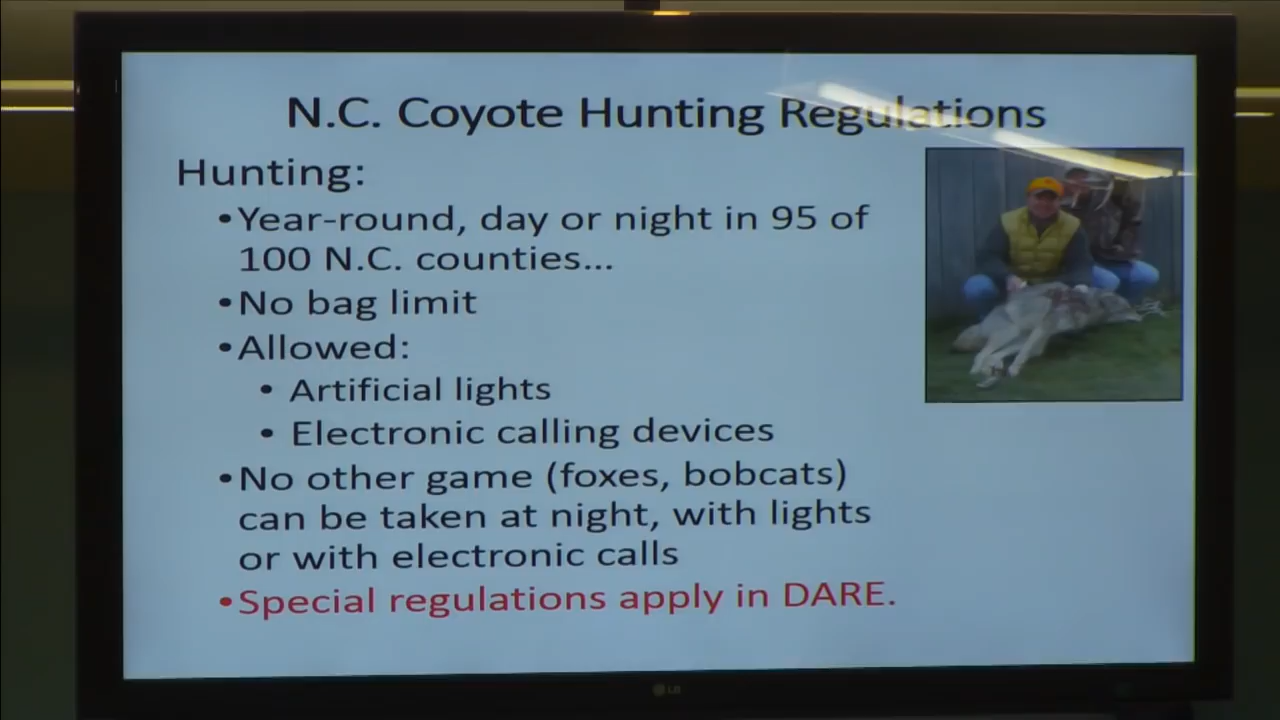 N.C. Coyote Hunting Regulations
Hunting:
•Year-round, day or night in 95 of
100 N.C. counties...
•No bag limit
•Allowed:
• Artificial lights
• Electronic calling devices
•No other game (foxes, bobcats)
can be taken at night, with lights
or with electronic calls
•Special regulations apply in DARE.
LG